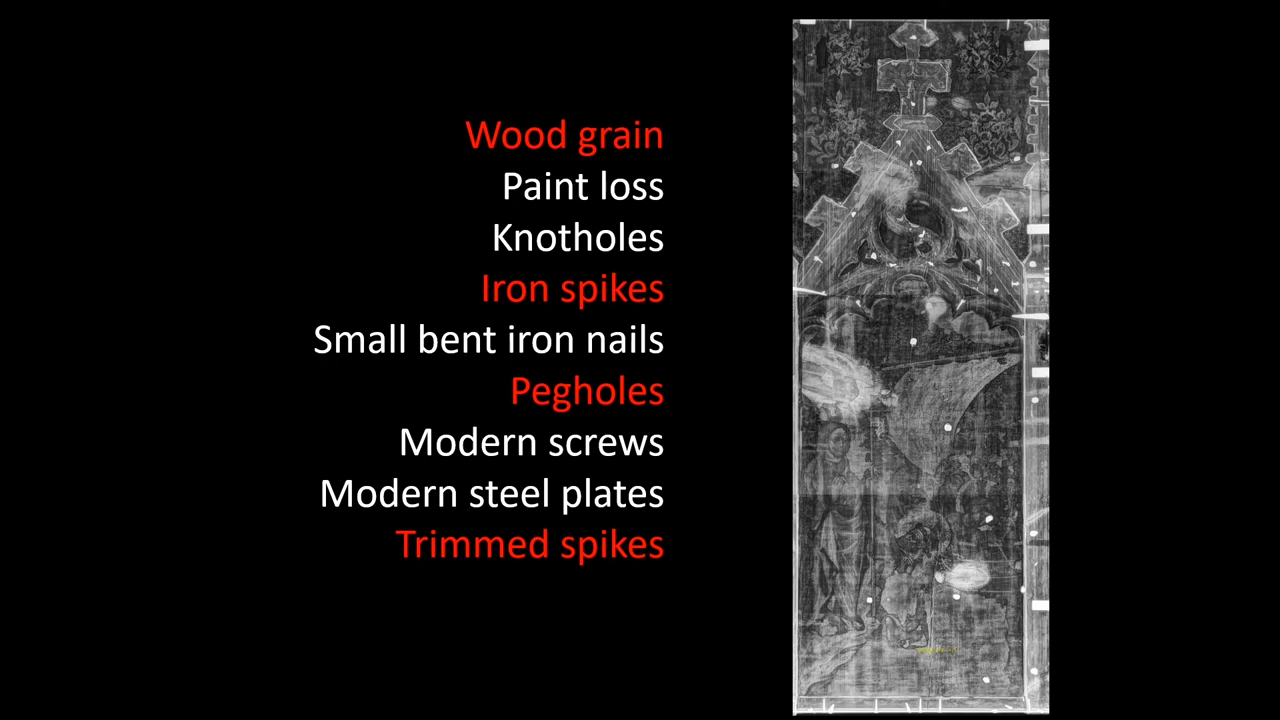 Wood grain
Paint loss
Knotholes
Iron spikes
Small bent iron nails
Pegholes
Modern screws
Modern steel plates
Trimmed spikes